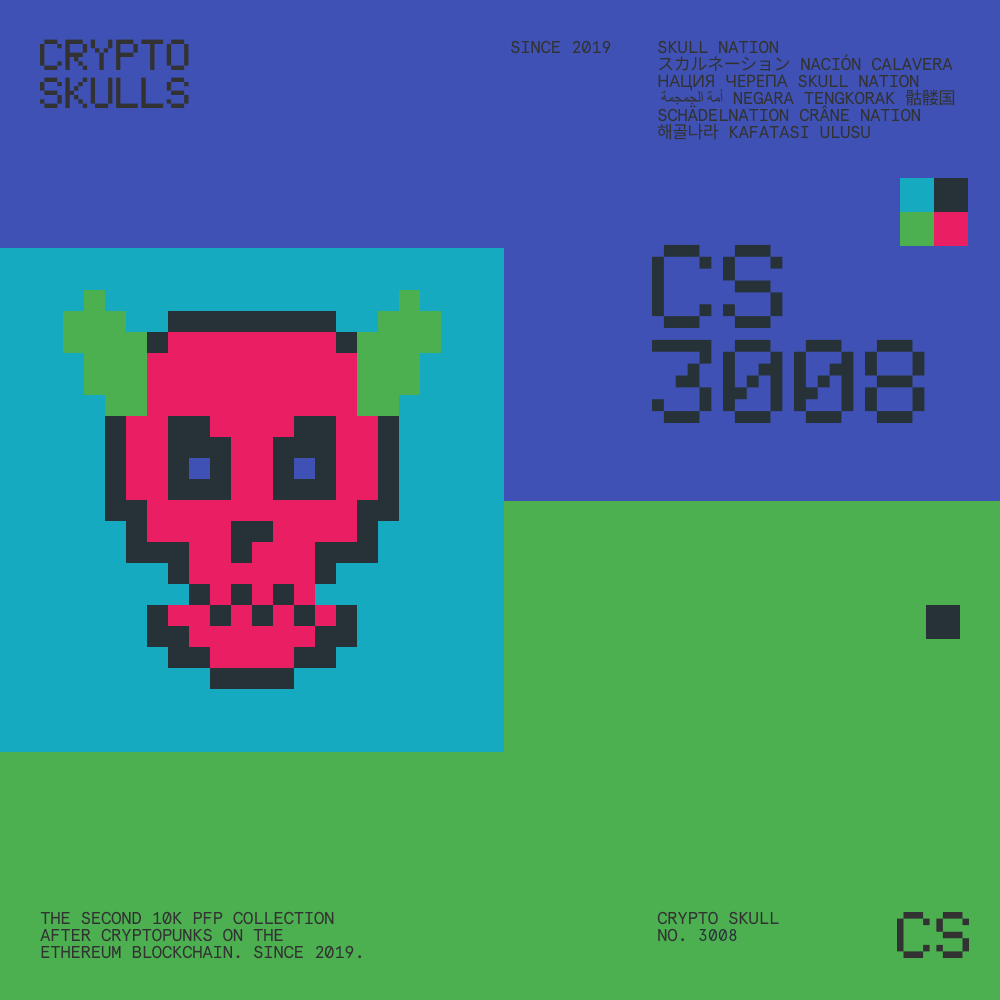 CRYPTO
SKULLS
SINCE 2019
SKULL NATION
スカルネーション NACIÓN CALAVERA
НАЦИЯ ЧЕРЕПА SKULL NATION
أمة الجمجمة NEGARA TENGKORAK 骷髅国
SCHÄDELNATION CRÂNE NATION
해골나라 KAFATASI ULUSU
CS
3008
THE SECOND 10K PFP COLLECTION
AFTER CRYPTOPUNKS ON THE
ETHEREUM BLOCKCHAIN. SINCE 2019.
CRYPTO SKULL
NO. 3008
CS